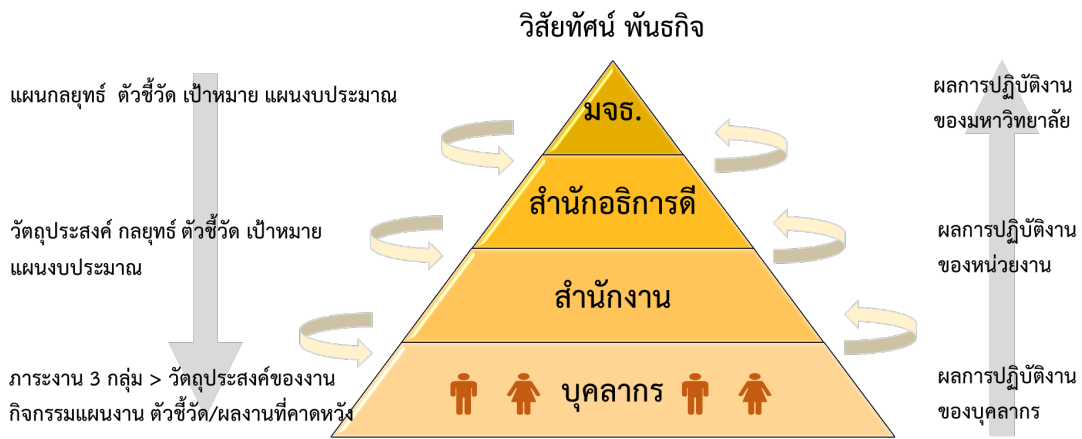 วิสัยทัศน์ พันธกิจ
แผนกลยุทธ์ ตัวชี้วัด เป้าหมาย แผนงบประมาณ
มจธ.
ผลการปฏิบัติงาน
ของมหาวิทยาลัย
วัตถุประสงค์ กลยุทธ์ ตัวชี้วัด เป้าหมาย
แผนงบประมาณ
สำนักอธิการดี
ผลการปฏิบัติงาน
ของหน่วยงาน
สำนักงาน
ภาระงาน 3 กลุ่ม > วัตถุประสงค์ของงาน
กิจกรรมแผนงาน ตัวชี้วัด/ผลงานที่คาดหวัง
บุคลากร
ผลการปฏิบัติงาน
ของบุคลากร